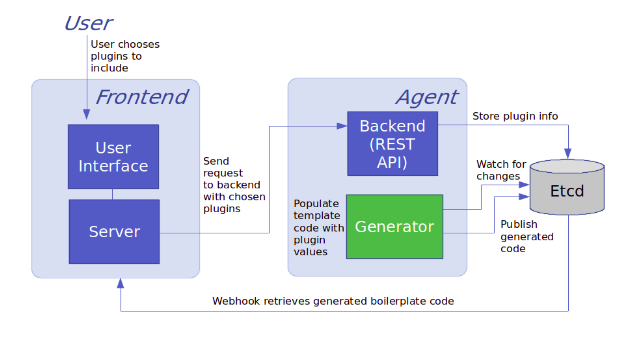 User
User chooses
plugins to
include
Frontend
User
Interface
Server
Send
request
to backend
with chosen
plugins
Agent
Backend
(REST
API)
Populate
template
code with
plugin
values
Generator
Store plugin info
Watch for
changes
Etcd
Publish
generated
code
Webhook retrieves generated boilerplate code